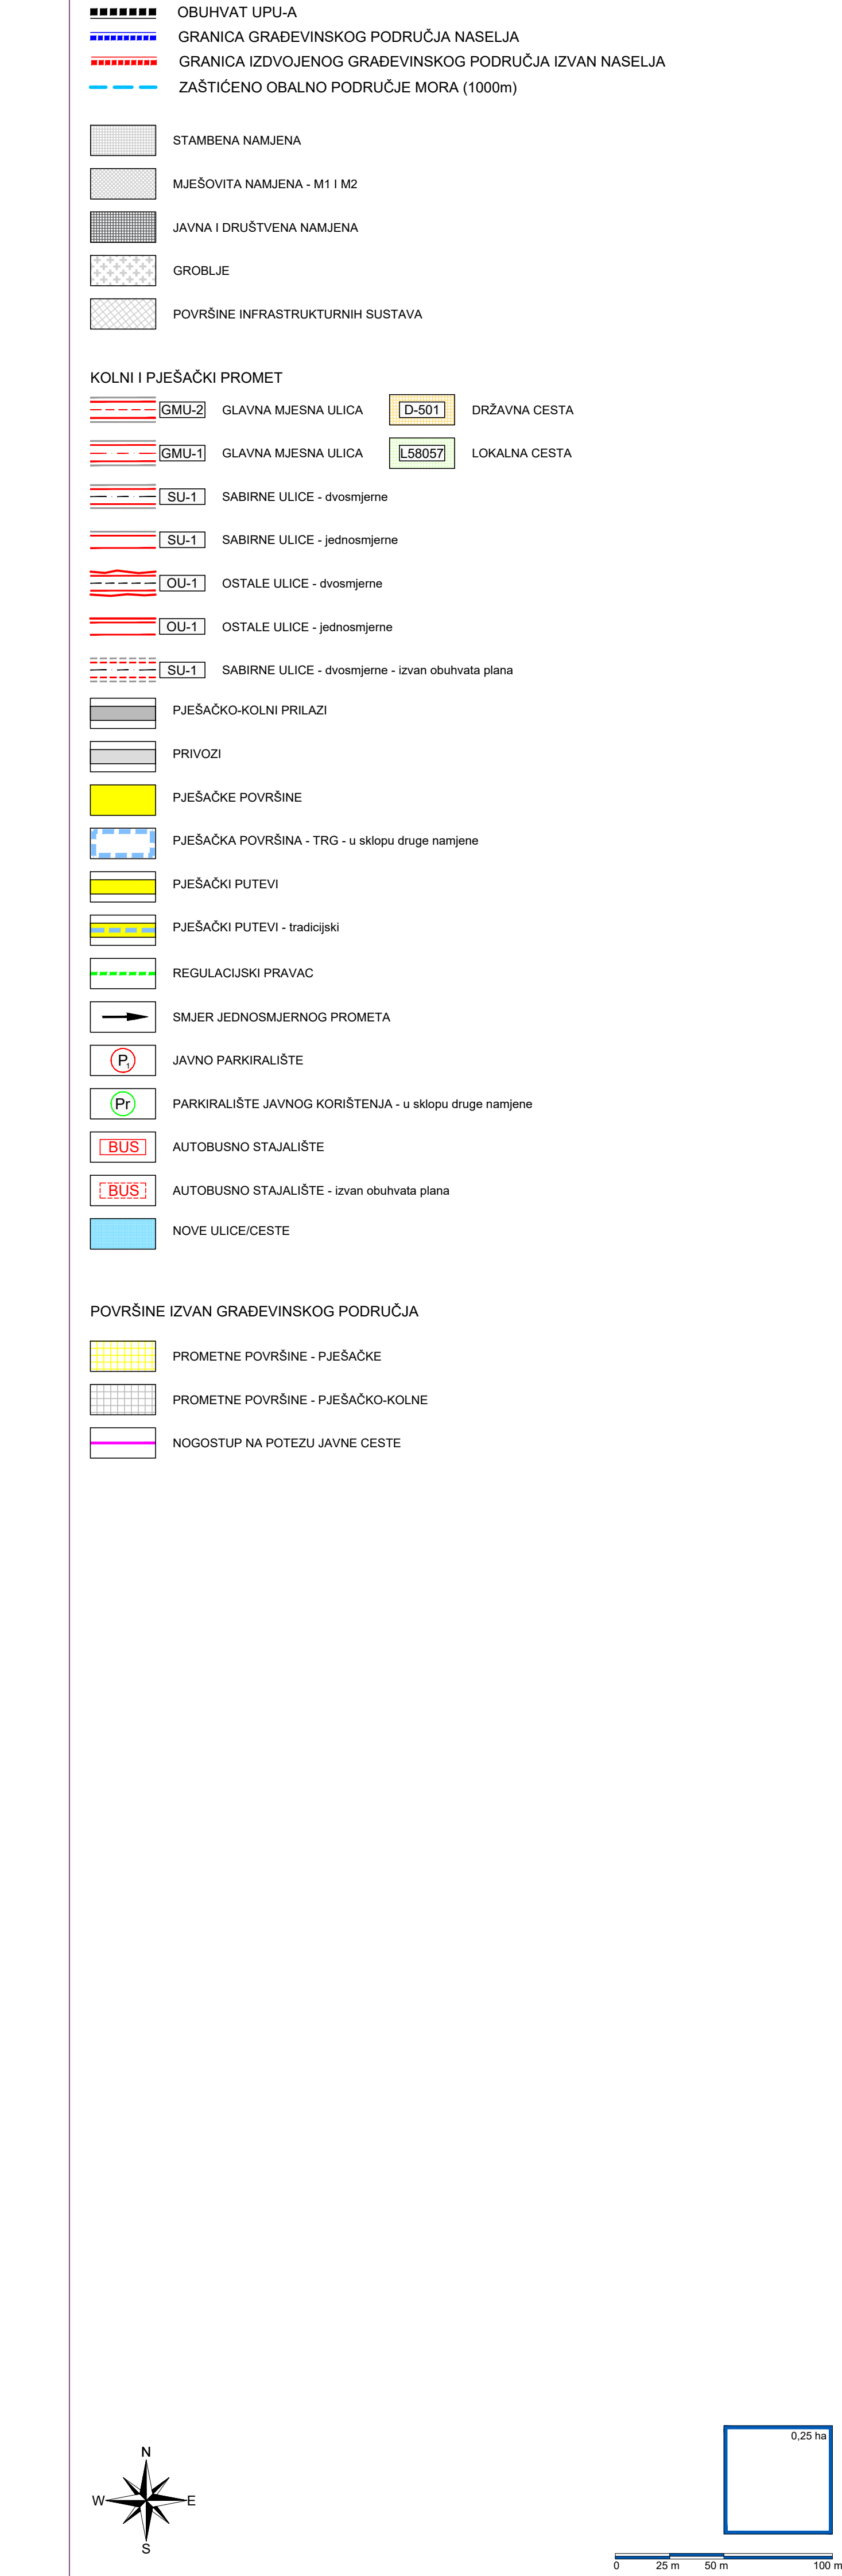 OBUHVAT UPU-A
GRANICA GRAĐEVINSKOG PODRUČJA NASELJA
GRANICA IZDVOJENOG GRAĐEVINSKOG PODRUČJA IZVAN NASELJA
ZAŠTIĆENO OBALNO PODRUČJE MORA (1000m)
STAMBENA NAMJENA
MJEŠOVITA NAMJENA - M1 I M2
JAVNA I DRUŠTVENA NAMJENA
GROBLJE
POVRŠINE INFRASTRUKTURNIH SUSTAVA
KOLNI I PJEŠAČKI PROMET
GMU-2 GLAVNA MJESNA ULICA D-501 DRŽAVNA CESTA
GMU-1 GLAVNA MJESNA ULICA L58057 LOKALNA CESTA
SU-1 SABIRNE ULICE - dvosmjerne
SU-1 SABIRNE ULICE - jednosmjerne
OU-1 OSTALE ULICE - dvosmjerne
OU-1 OSTALE ULICE - jednosmjerne
SU-1 SABIRNE ULICE - dvosmjerne - izvan obuhvata plana
PJEŠAČKO-KOLNI PRILAZI
PRIVOZI
PJEŠAČKE POVRŠINE
PJEŠAČKA POVRŠINA - TRG - u sklopu druge namjene
PJEŠAČKI PUTEVI
PJEŠAČKI PUTEVI - tradicijski
REGULACIJSKI PRAVAC
SMJER JEDNOSMJERNOG PROMETA
P1 JAVNO PARKIRALIŠTE
Pr PARKIRALIŠTE JAVNOG KORIŠTENJA - u sklopu druge namjene
BUS AUTOBUSNO STAJALIŠTE
BUS AUTOBUSNO STAJALIŠTE - izvan obuhvata plana
NOVE ULICE/CESTE
POVRŠINE IZVAN GRAĐEVINSKOG PODRUČJA
PROMETNE POVRŠINE - PJEŠAČKE
PROMETNE POVRŠINE - PJEŠAČKO-KOLNE
NOGOSTUP NA POTEZU JAVNE CESTE
0,25 ha
N
W E
S
0 25 m 50 m 100 m